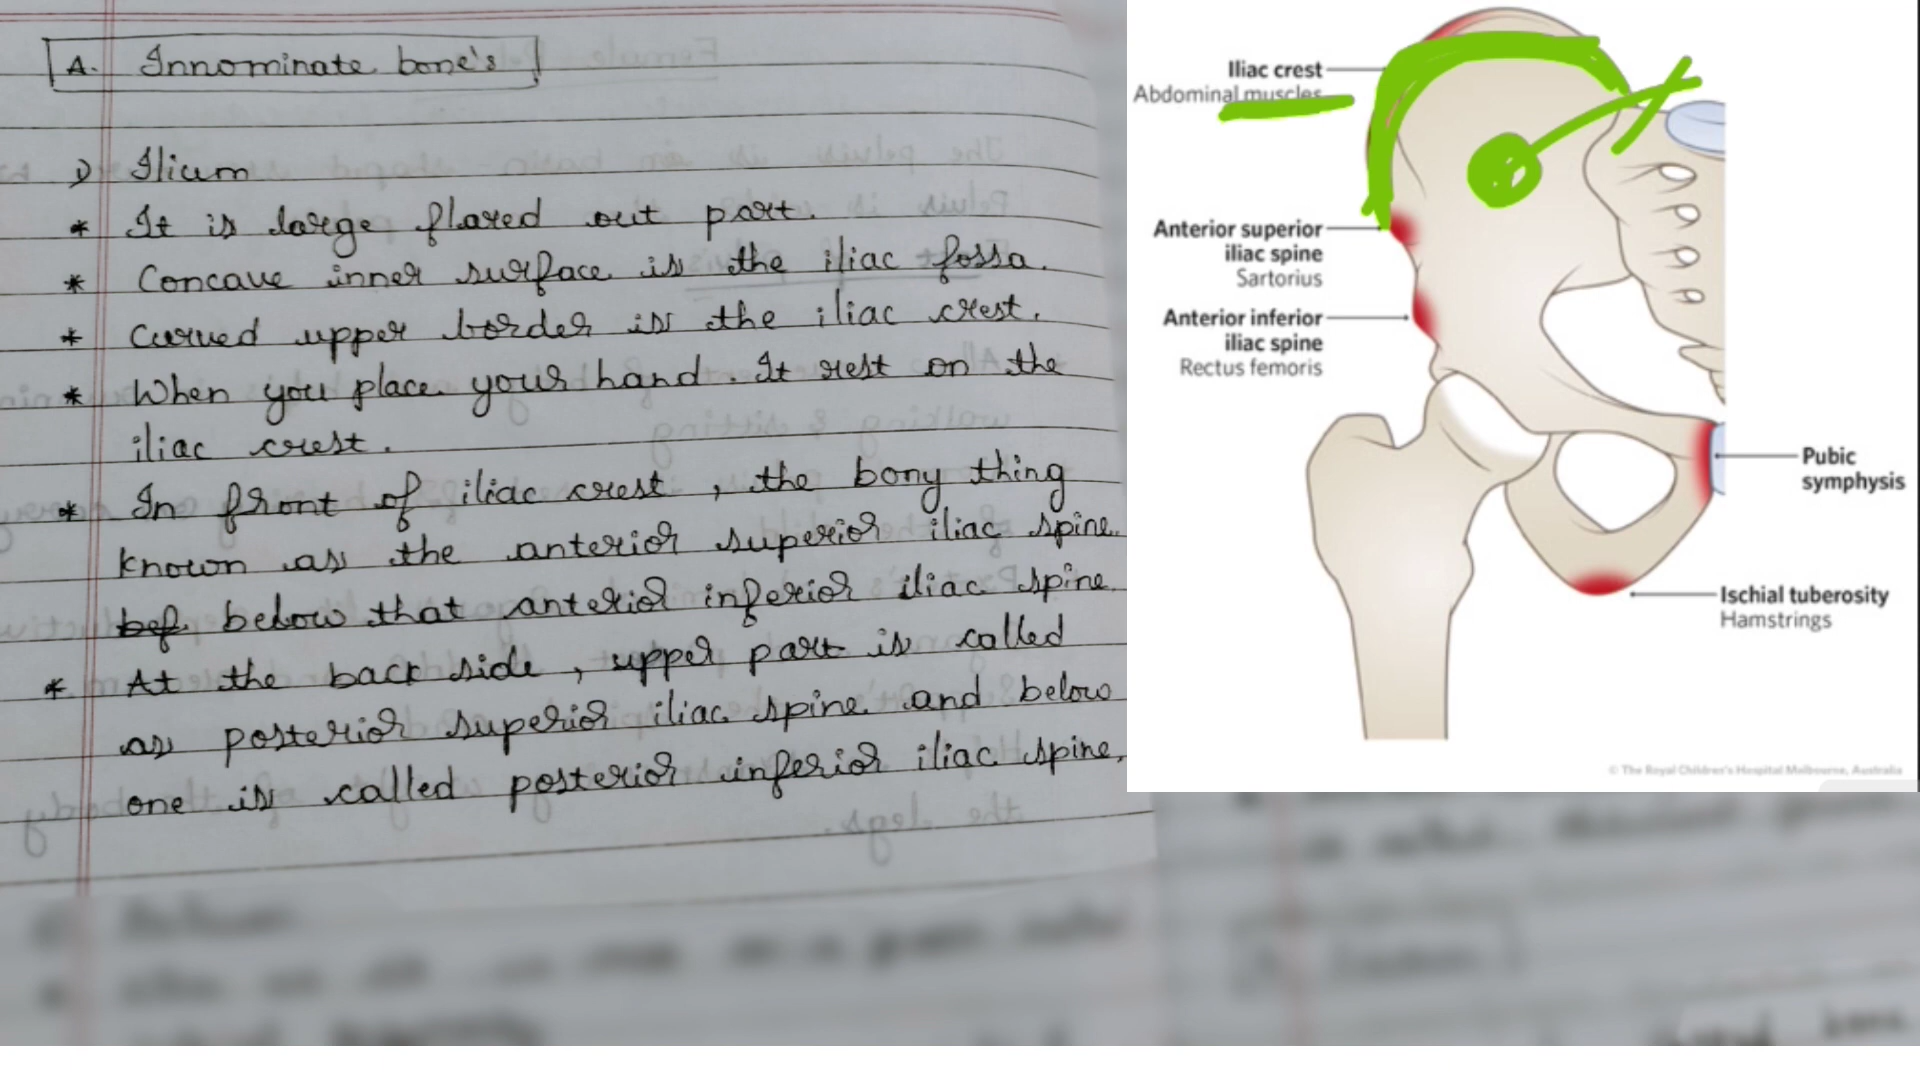 A. Innominate bone's
1) Ilium
* It is large flared out part.
* Concave inner surface is the iliac fossa.
* Curved upper border is the iliac crest.
* When you place your hand. It rest on the
iliac crest.
* In front of iliac crest, the bony thing
known as the anterior superior iliac spine
bef below that anterior inferior iliac spine
* At the back side, upper part is called
as posterior superior iliac spine and below
one is called posterior inferior iliac spine,
Iliac crest
Abdominal muscles
Anterior superior
iliac spine
Sartorius
Anterior inferior
iliac spine
Rectus femoris
Pubic
symphysis
Ischial tuberosity
Hamstrings
© The Royal Children's Hospital Melbourne, Australia